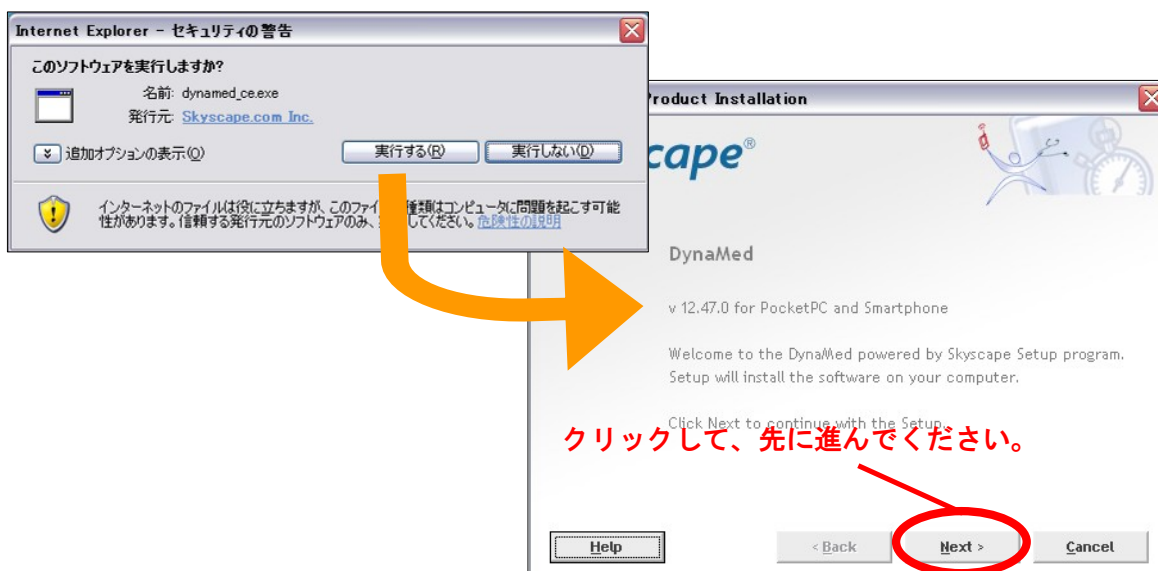 Internet Explorer - セキュリティの警告
このソフトウェアを実行しますか?
名前: dynamed_ce.exe
発行元: Skyscape.com Inc.
追加オプションの表示(O)
実行する(R)
実行しない(D)
インターネットのファイルは役に立ちますが、このファイ 種類はコンピュータに問題を起こす可能
性があります。信頼する発行元のソフトウェアのみ、 してください。危険性の説明
Product Installation
cape®
DynaMed
v 12.47.0 for PocketPC and Smartphone
Welcome to the DynaMed powered by Skyscape Setup program.
Setup will install the software on your computer.
Click Next to continue with the Setup.
クリックして、先に進んでください。
Help
< Back
Next >
Cancel